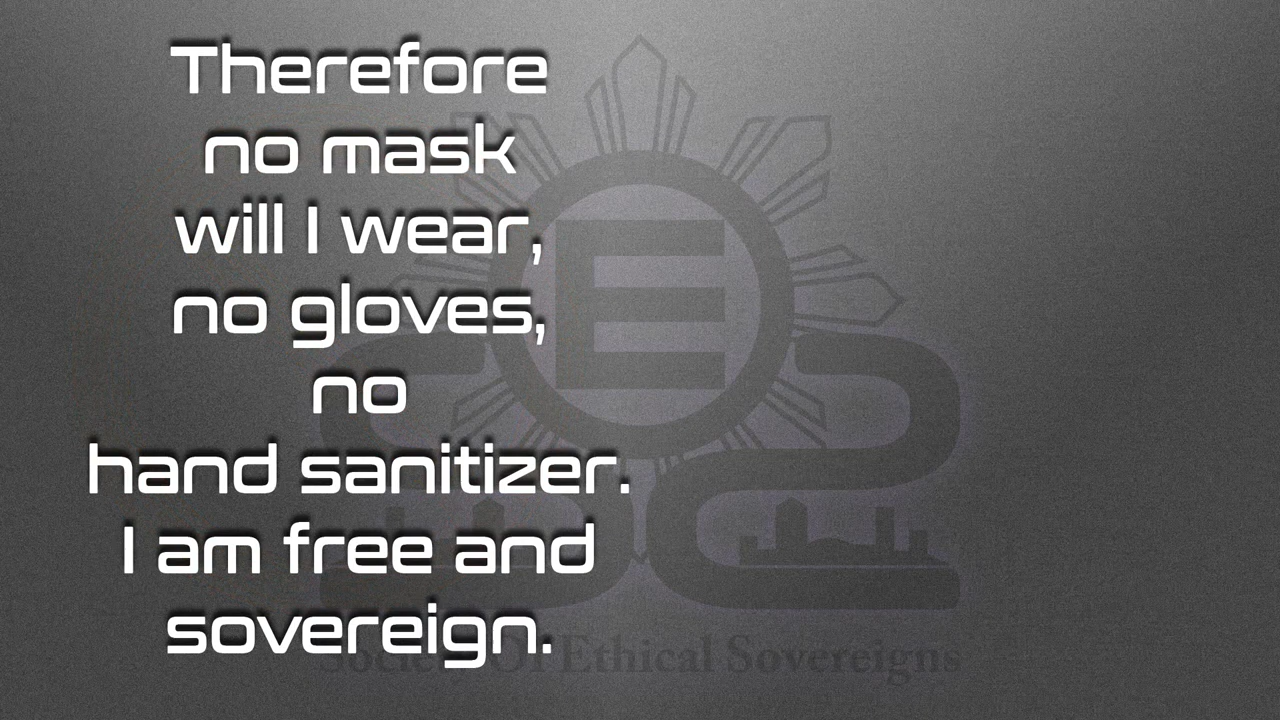 Therefore
no mask
will I wear,
no gloves,
no
hand sanitizer.
I am free and
sovereign.
E
Society Of Ethical Sovereigns